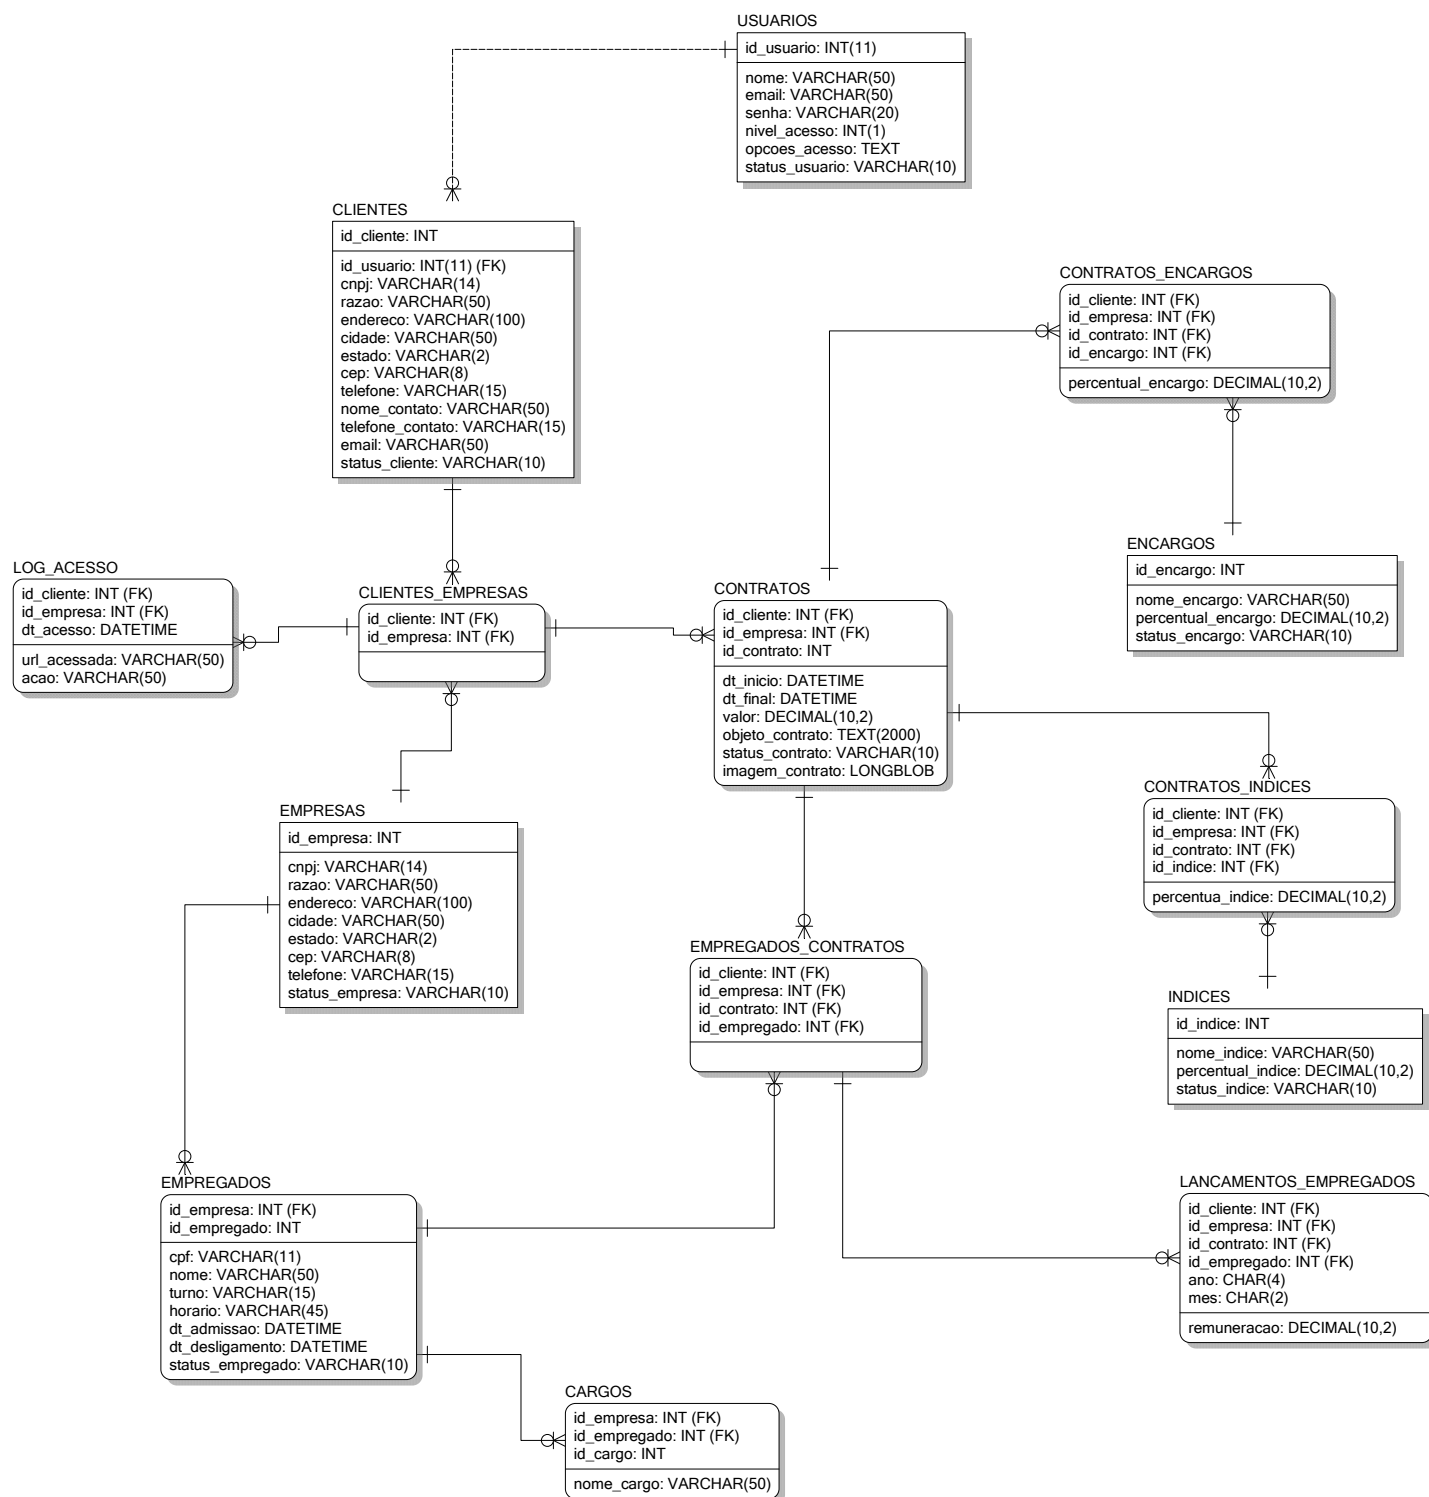 USUARIOS
id_usuario: INT(11)
nome: VARCHAR(50)
email: VARCHAR(50)
senha: VARCHAR(20)
nivel_acesso: INT(1)
opcoes_acesso: TEXT
status_usuario: VARCHAR(10)
CLIENTES
id_cliente: INT
id_usuario: INT(11) (FK)
cnpj: VARCHAR(14)
razao: VARCHAR(50)
endereco: VARCHAR(100)
cidade: VARCHAR(50)
estado: VARCHAR(2)
cep: VARCHAR(8)
telefone: VARCHAR(15)
nome_contato: VARCHAR(50)
telefone_contato: VARCHAR(15)
email: VARCHAR(50)
status_cliente: VARCHAR(10)
CONTRATOS_ENCARGOS
id_cliente: INT (FK)
id_empresa: INT (FK)
id_contrato: INT (FK)
id_encargo: INT (FK)
percentual_encargo: DECIMAL(10,2)
ENCARGOS
id_encargo: INT
nome_encargo: VARCHAR(50)
percentual_encargo: DECIMAL(10,2)
status_encargo: VARCHAR(10)
LOG_ACESSO
id_cliente: INT (FK)
id_empresa: INT (FK)
dt_acesso: DATETIME
url_acessada: VARCHAR(50)
acao: VARCHAR(50)
CLIENTES_EMPRESAS
id_cliente: INT (FK)
id_empresa: INT (FK)
CONTRATOS
id_cliente: INT (FK)
id_empresa: INT (FK)
id_contrato: INT
dt_inicio: DATETIME
dt_final: DATETIME
valor: DECIMAL(10,2)
objeto_contrato: TEXT(2000)
status_contrato: VARCHAR(10)
imagem_contrato: LONGBLOB
CONTRATOS_INDICES
id_cliente: INT (FK)
id_empresa: INT (FK)
id_contrato: INT (FK)
id_indice: INT (FK)
percentua_indice: DECIMAL(10,2)
EMPRESAS
id_empresa: INT
cnpj: VARCHAR(14)
razao: VARCHAR(50)
endereco: VARCHAR(100)
cidade: VARCHAR(50)
estado: VARCHAR(2)
cep: VARCHAR(8)
telefone: VARCHAR(15)
status_empresa: VARCHAR(10)
EMPREGADOS_CONTRATOS
id_cliente: INT (FK)
id_empresa: INT (FK)
id_contrato: INT (FK)
id_empregado: INT (FK)
INDICES
id_indice: INT
nome_indice: VARCHAR(50)
percentual_indice: DECIMAL(10,2)
status_indice: VARCHAR(10)
EMPREGADOS
id_empresa: INT (FK)
id_empregado: INT
cpf: VARCHAR(11)
nome: VARCHAR(50)
turno: VARCHAR(15)
horario: VARCHAR(45)
dt_admissao: DATETIME
dt_desligamento: DATETIME
status_empregado: VARCHAR(10)
LANCAMENTOS_EMPREGADOS
id_cliente: INT (FK)
id_empresa: INT (FK)
id_contrato: INT (FK)
id_empregado: INT (FK)
ano: CHAR(4)
mes: CHAR(2)
remuneracao: DECIMAL(10,2)
CARGOS
id_empresa: INT (FK)
id_empregado: INT (FK)
id_cargo: INT
nome_cargo: VARCHAR(50)